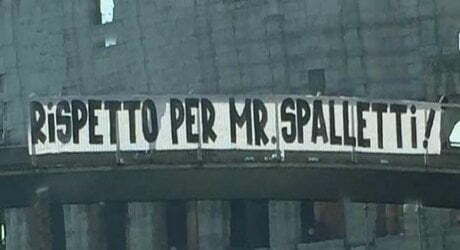 RiSPETTO PER MR. SPALLETTi!